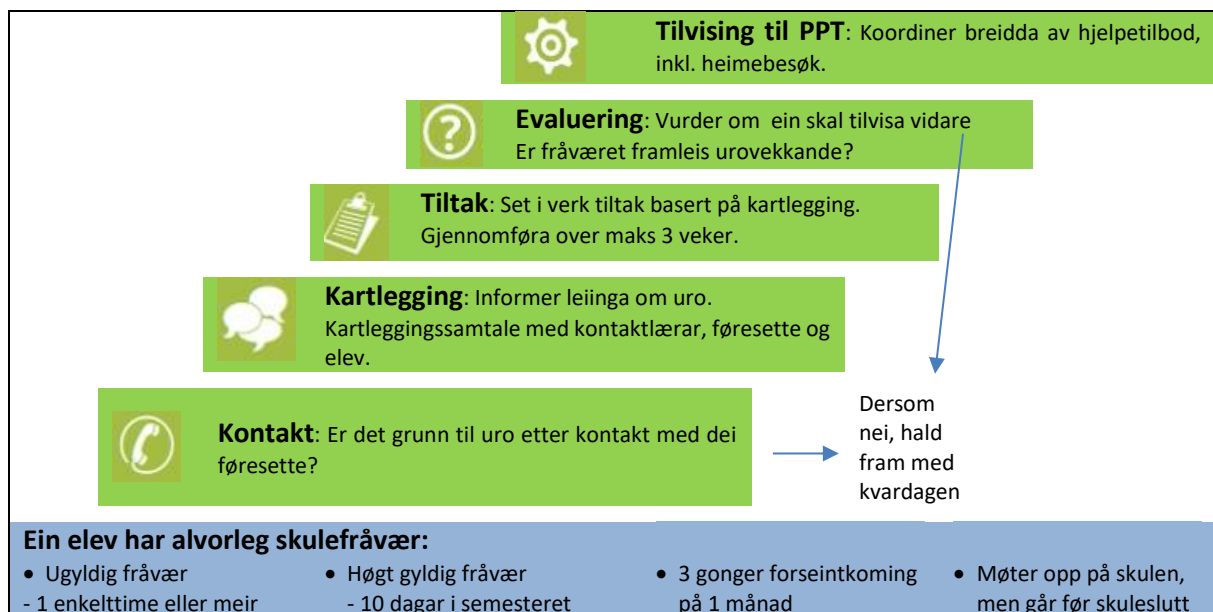 Tilvising til PPT: Koordiner breidda av hjelpetilbod,
inkl. heimebesøk.
Evaluering: Vurder om  ein skal tilvisa vidare
Er fråværet framleis urovekkande?
Tiltak: Set i verk tiltak basert på kartlegging.
Gjennomføra over maks 3 veker.
Kartlegging: Informer leiinga om uro.
Kartleggingssamtale med kontaktlærar, føresette og
elev.
Kontakt: Er det grunn til uro etter kontakt med dei
føresette?
Dersom
nei, hald
fram med
kvardagen
Ein elev har alvorleg skulefråvær:
• Ugyldig fråvær
- 1 enkelttime eller meir
• Høgt gyldig fråvær
- 10 dagar i semesteret
• 3 gonger forseintkoming
på 1 månad
• Møter opp på skulen,
men går før skuleslutt